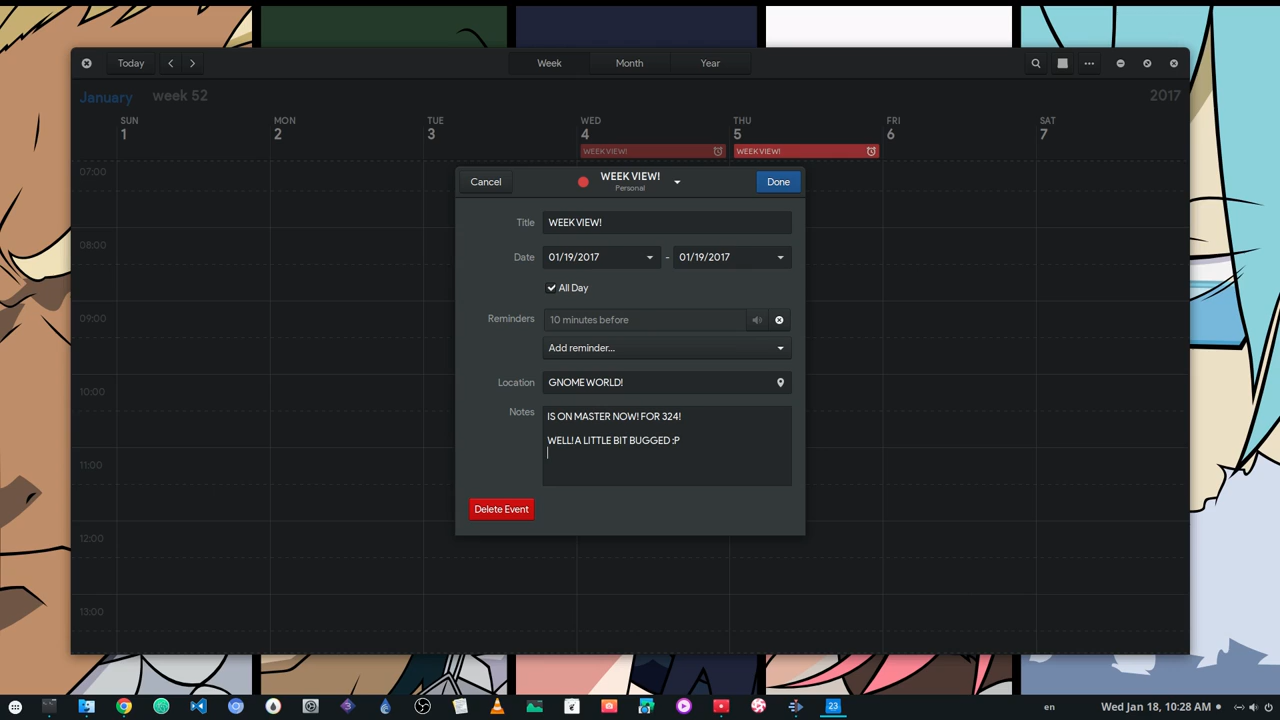 Today
Week
Month
Year
January week 52
2017
SUN MON TUE WED THU FRI SAT
1 2 3 4 5 6 7
WEEK VIEW!
WEEK VIEW!
07:00
08:00
09:00
10:00
11:00
12:00
13:00
Cancel
WEEK VIEW!
Personal
Done
Title WEEK VIEW!
Date 01/19/2017 - 01/19/2017
All Day
Reminders 10 minutes before
Add reminder...
Location GNOME WORLD!
Notes IS ON MASTER NOW! FOR 324!
WELL! A LITTLE BIT BUGGED :P
Delete Event
23
en
Wed Jan 18, 10:28 AM